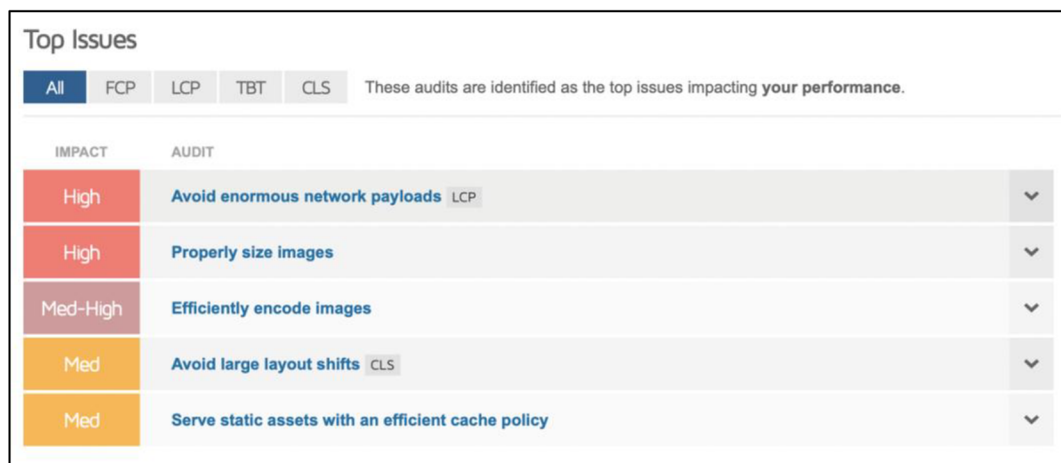 Top Issues
All FCP LCP TBT CLS These audits are identified as the top issues impacting your performance.
IMPACT AUDIT
High Avoid enormous network payloads LCP
High Properly size images
Med-High Efficiently encode images
Med Avoid large layout shifts CLS
Med Serve static assets with an efficient cache policy